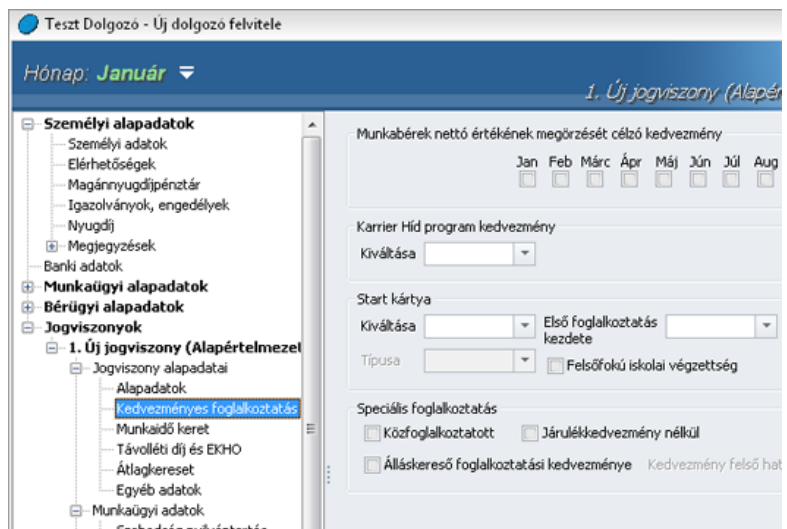 Teszt Dolgozó - Új dolgozó felvitele
Hónap: Január
1. Új jogviszony (Alapér
Személyi alapadatok
Személyi adatok
Elérhetőségek
Magánnyugdíjpénztár
Igazolványok, engedélyek
Nyugdíj
Megjegyzések
Banki adatok
Munkaügyi alapadatok
Bérügyi alapadatok
Jogviszonyok
1. Új jogviszony (Alapértelmezet
Jogviszony alapadatai
Alapadatok
Kedvezményes foglalkoztatás
Munkaidő keret
Távolléti díj és EKHO
Átlagkereset
Egyéb adatok
Munkaügyi adatok
Munkabérek nettó értékének megörzését célzó kedvezmény
Jan Feb Márc Ápr Máj Jún Júl Aug
Karrier Híd program kedvezmény
Kiváltása
Start kártya
Kiváltása
Első foglalkoztatás
kezdete
Típusa
Felsőfokú iskolai végzettség
Speciális foglalkoztatás
Közfoglalkoztatott
Járulékkedvezmény nélkül
Álláskereső foglalkoztatási kedvezménye
Kedvezmény felső hat